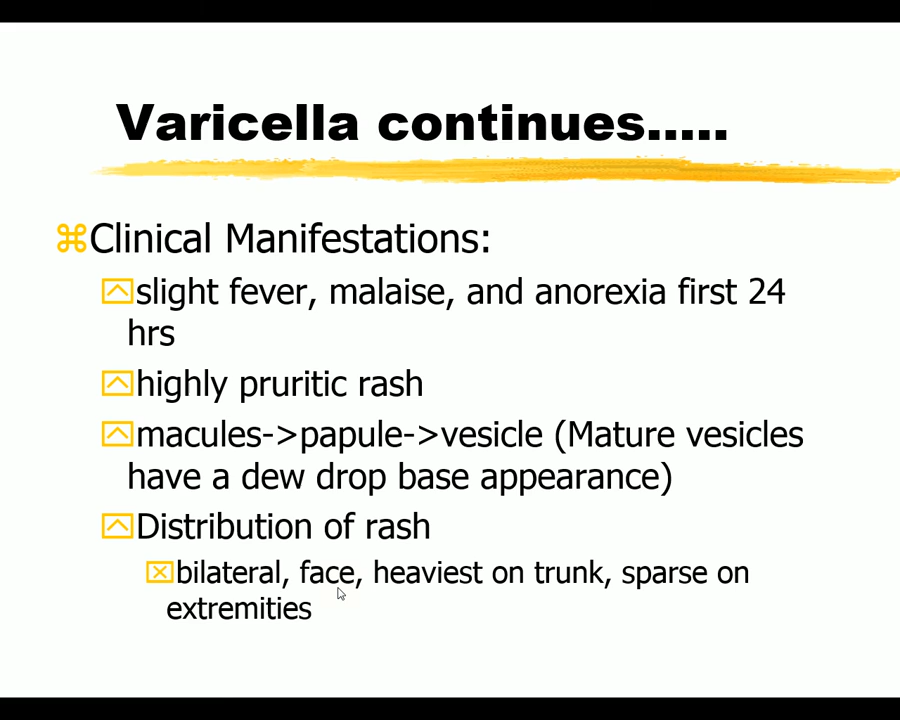 Varicella continues.....
Clinical Manifestations:
slight fever, malaise, and anorexia first 24
hrs
highly pruritic rash
macules->papule->vesicle (Mature vesicles
have a dew drop base appearance)
Distribution of rash
bilateral, face, heaviest on trunk, sparse on
extremities